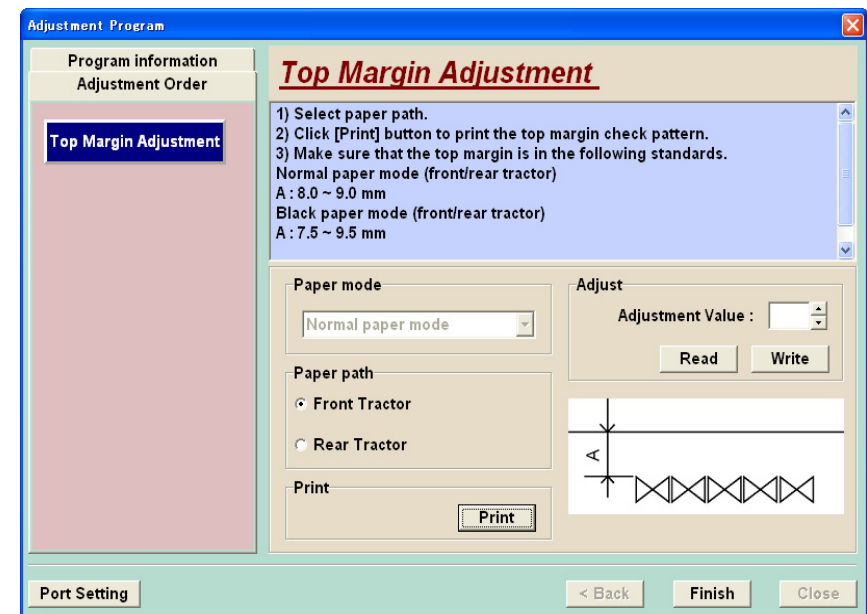 Adjustment Program
Program information
Adjustment Order
Top Margin Adjustment
Top Margin Adjustment
1) Select paper path.
2) Click [Print] button to print the top margin check pattern.
3) Make sure that the top margin is in the following standards.
Normal paper mode (front/rear tractor)
A : 8.0 ~ 9.0 mm
Black paper mode (front/rear tractor)
A : 7.5 ~ 9.5 mm
Paper mode
Normal paper mode
Paper path
Front Tractor
Rear Tractor
Print
Print
Adjust
Adjustment Value :
Read Write
A
Port Setting
< Back Finish Close